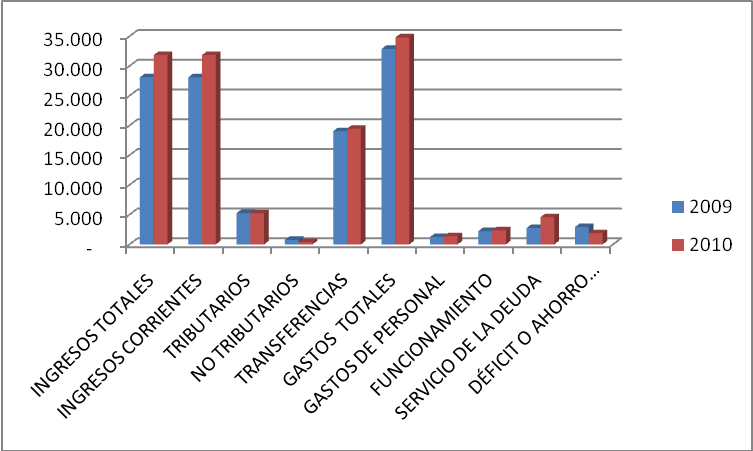 35.000
30.000
25.000
20.000
15.000
10.000
5.000
-
INGRESOS TOTALES
INGRESOS CORRIENTES
TRIBUTARIOS
NO TRIBUTARIOS
TRANSFERENCIAS
GASTOS TOTALES
GASTOS DE PERSONAL
FUNCIONAMIENTO
SERVICIO DE LA DEUDA
DÉFICIT O AHORRO...
2009
2010